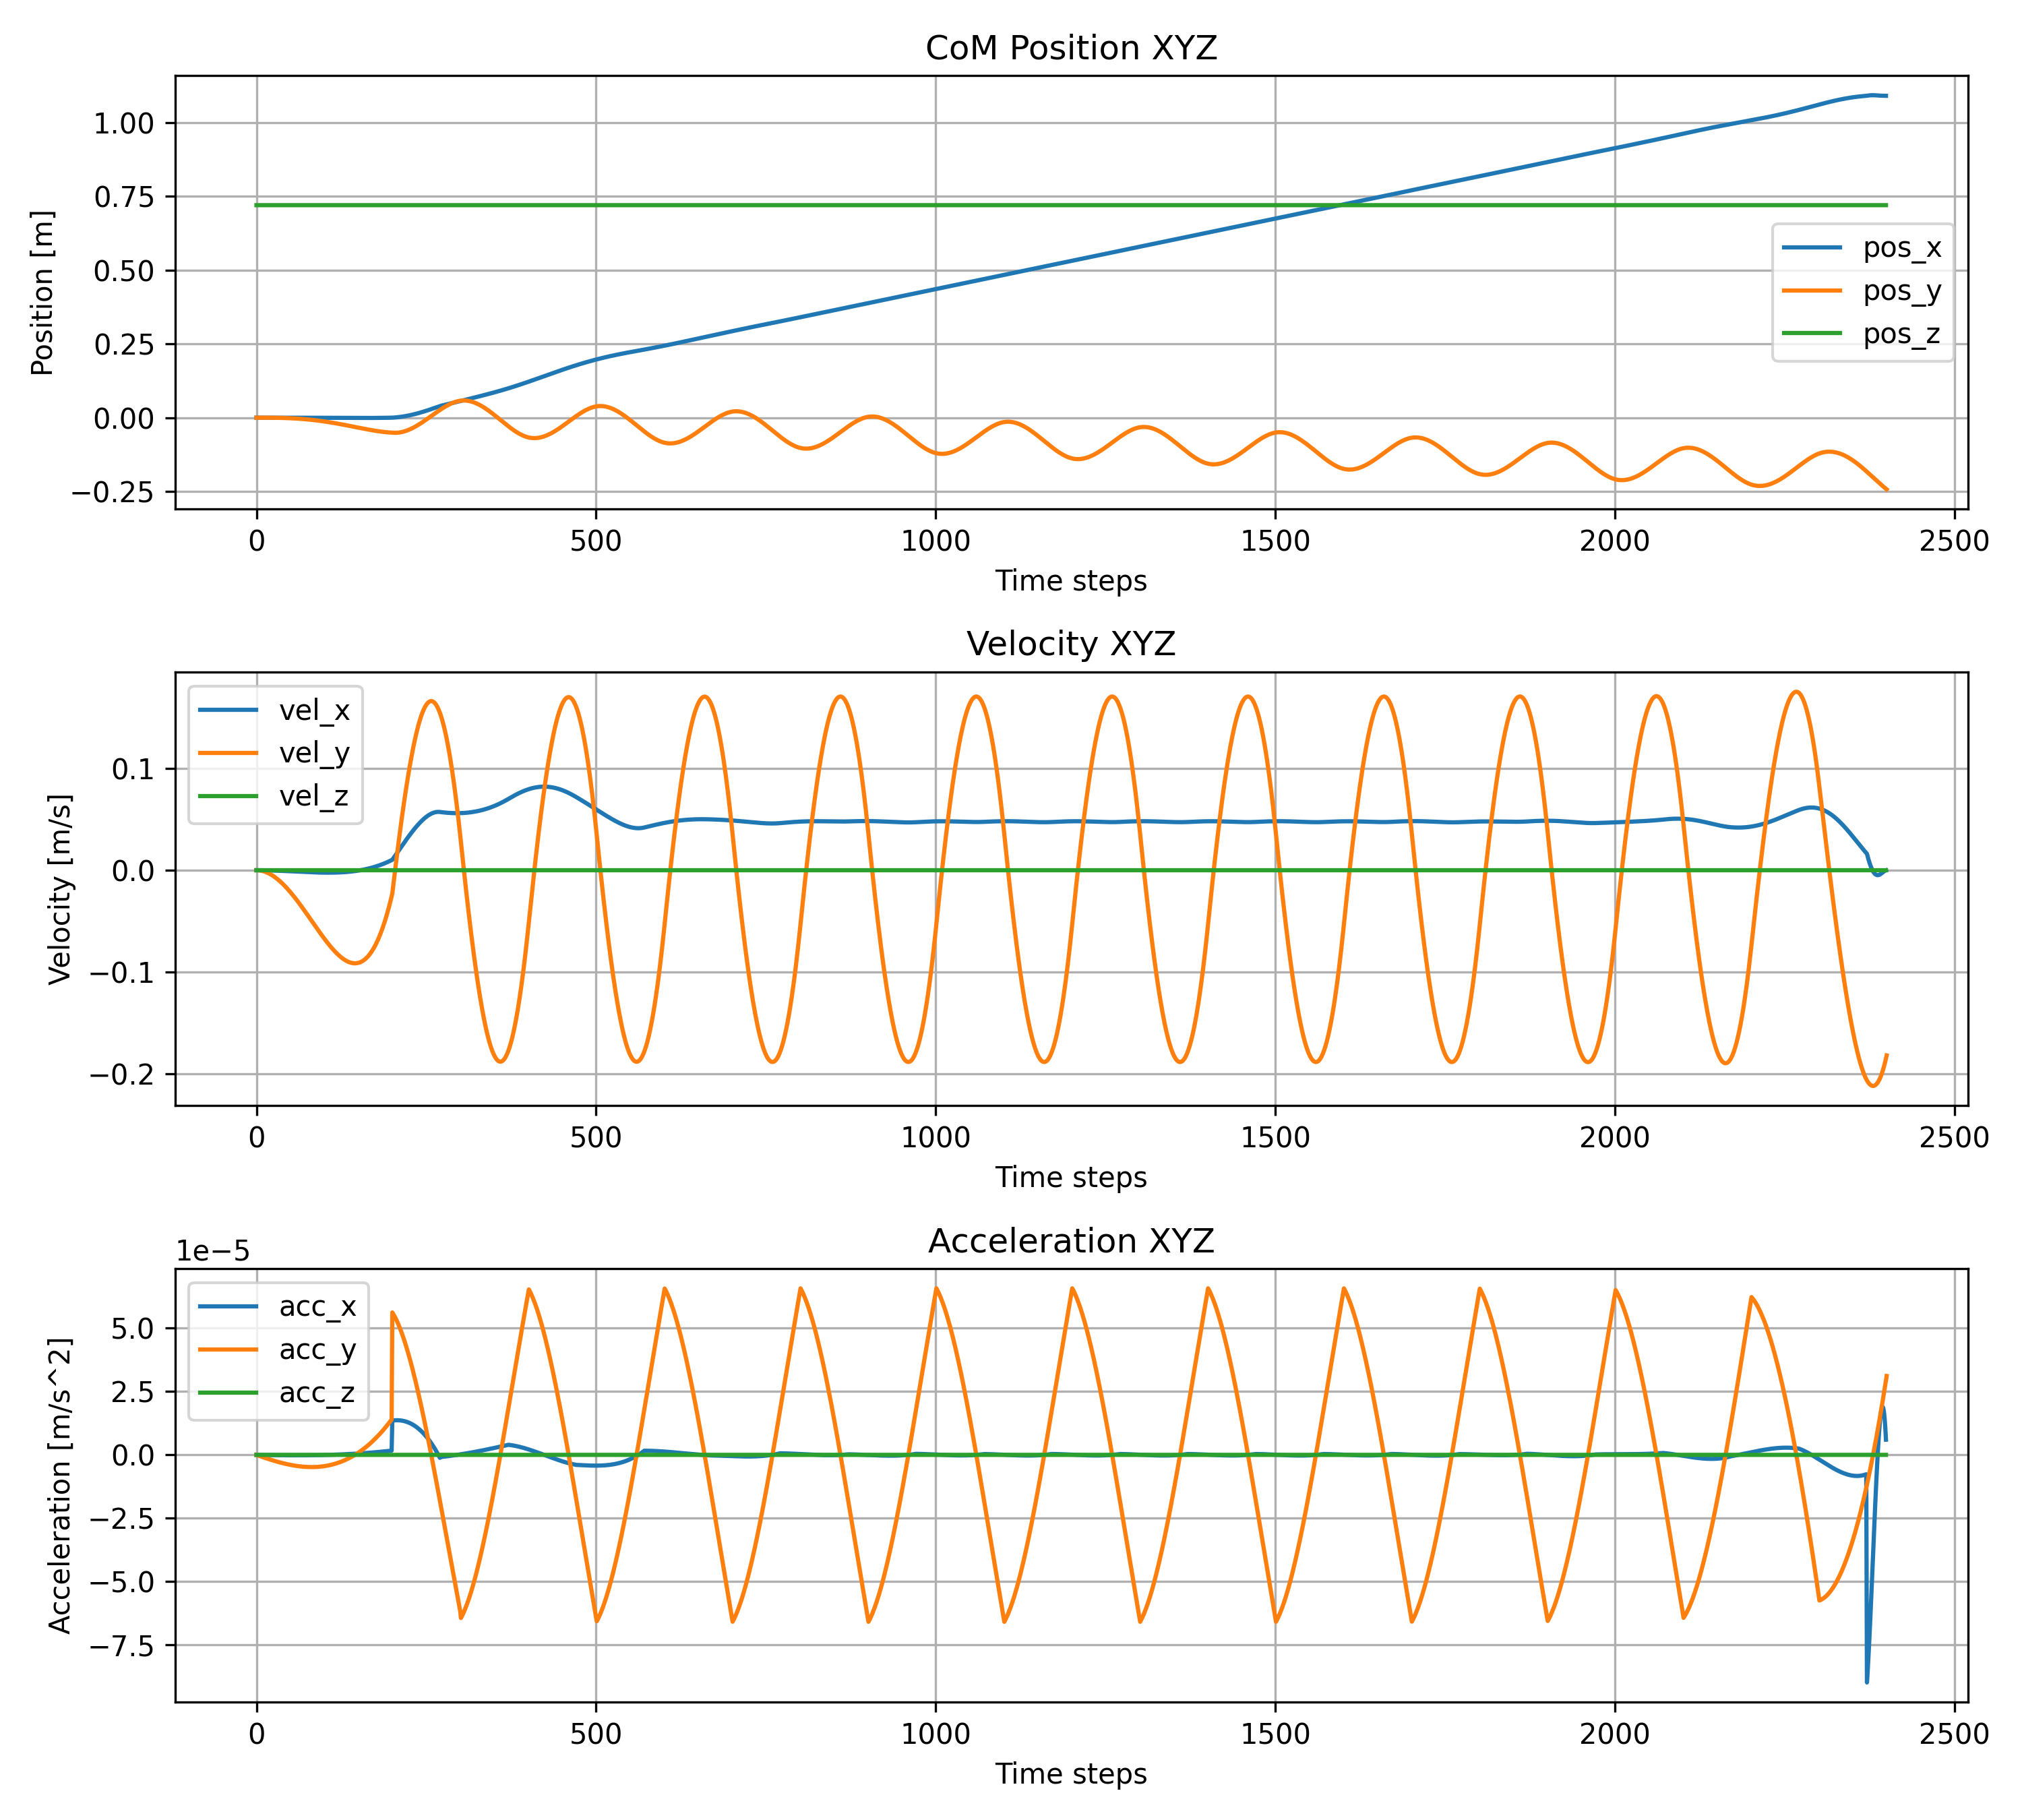 CoM Position XYZ
1.00
0.75
0.50
0.25
0.00
−0.25
Position [m]
pos_x
pos_y
pos_z
0 500 1000 1500 2000 2500
Time steps
Velocity XYZ
vel_x
vel_y
vel_z
0.1
0.0
−0.1
−0.2
Velocity [m/s]
0 500 1000 1500 2000 2500
Time steps
Acceleration XYZ
1e−5
acc_x
acc_y
acc_z
5.0
2.5
0.0
−2.5
−5.0
−7.5
Acceleration [m/s^2]
0 500 1000 1500 2000 2500
Time steps